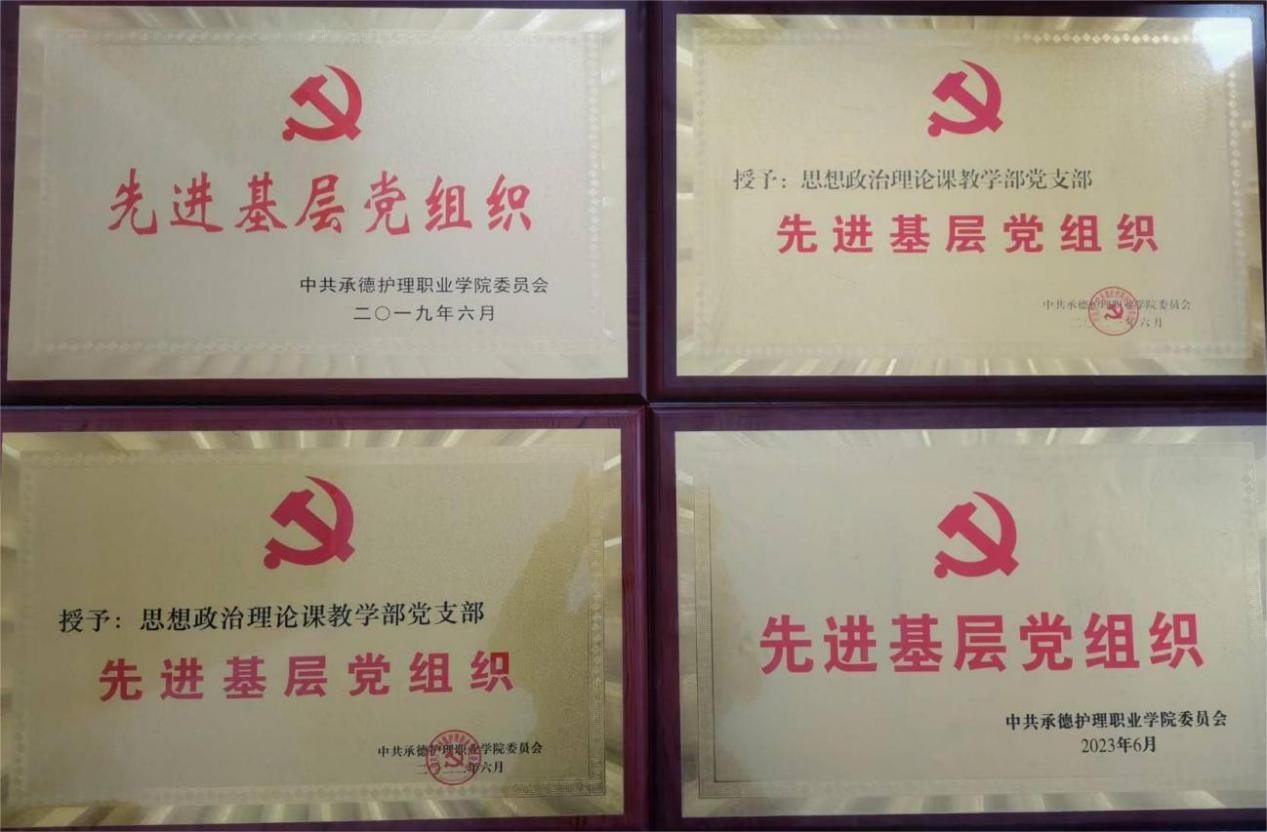 先进基层党组织
中共承德护理职业学院委员会
二〇一九年六月
授予：思想政治理论课教学部党支部
先进基层党组织
中共承德护理职业学院委员会
年六月
授予：思想政治理论课教学部党支部
先进基层党组织
中共承德护理职业学院委员会
年六月
先进基层党组织
中共承德护理职业学院委员会
2023年6月